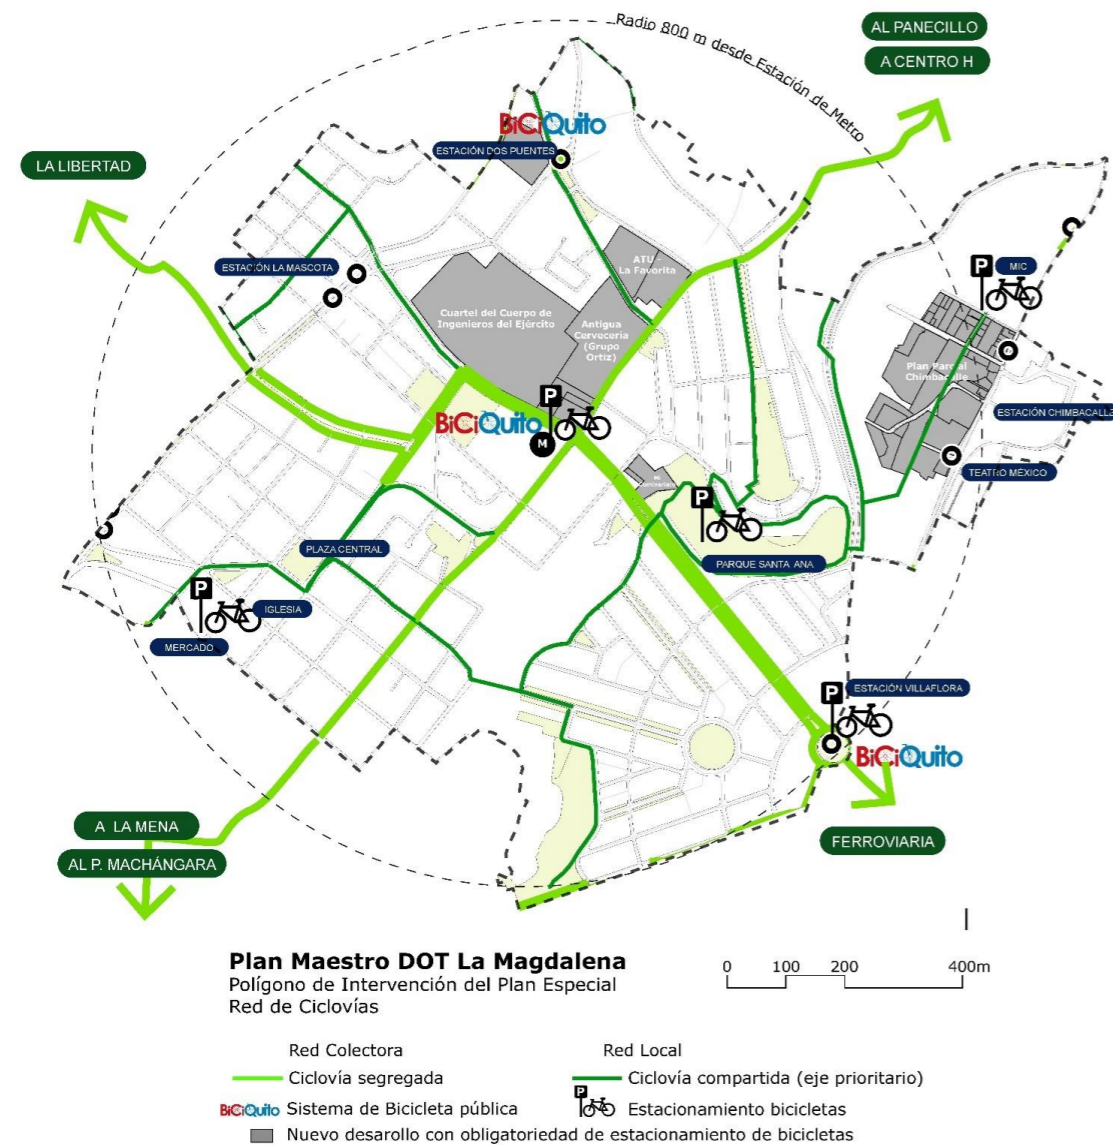 Radio 800 m desde Estación de Metro
AL PANECILLO
A CENTRO H
BiCiQuito
ESTACIÓN DOS PUENTES
LA LIBERTAD
ATU -
La Favorita
ESTACIÓN LA MASCOTA
P
MIC
Cuartel del Cuerpo de
Ingenieros del Ejército
Antigua
Cervecería
(Grupo
Ortiz)
Plan Parcial
Chimbacalle
P
BiCiQuito
M
ESTACIÓN CHIMBACALLE
TEATRO MÉXICO
P
PLAZA CENTRAL
PARQUE SANTA ANA
P
IGLESIA
MERCADO
P
ESTACIÓN VILLAFLORA
BiCiQuito
A LA MENA
AL P. MACHÁNGARA
FERROVIARIA
Plan Maestro DOT La Magdalena
Polígono de Intervención del Plan Especial
Red de Ciclovías
0 100 200 400m
Red Colectora
Red Local
Ciclovía segregada
Ciclovía compartida (eje prioritario)
BiCiQuito Sistema de Bicicleta pública
P Estacionamiento bicicletas
Nuevo desarollo con obligatoriedad de estacionamiento de bicicletas